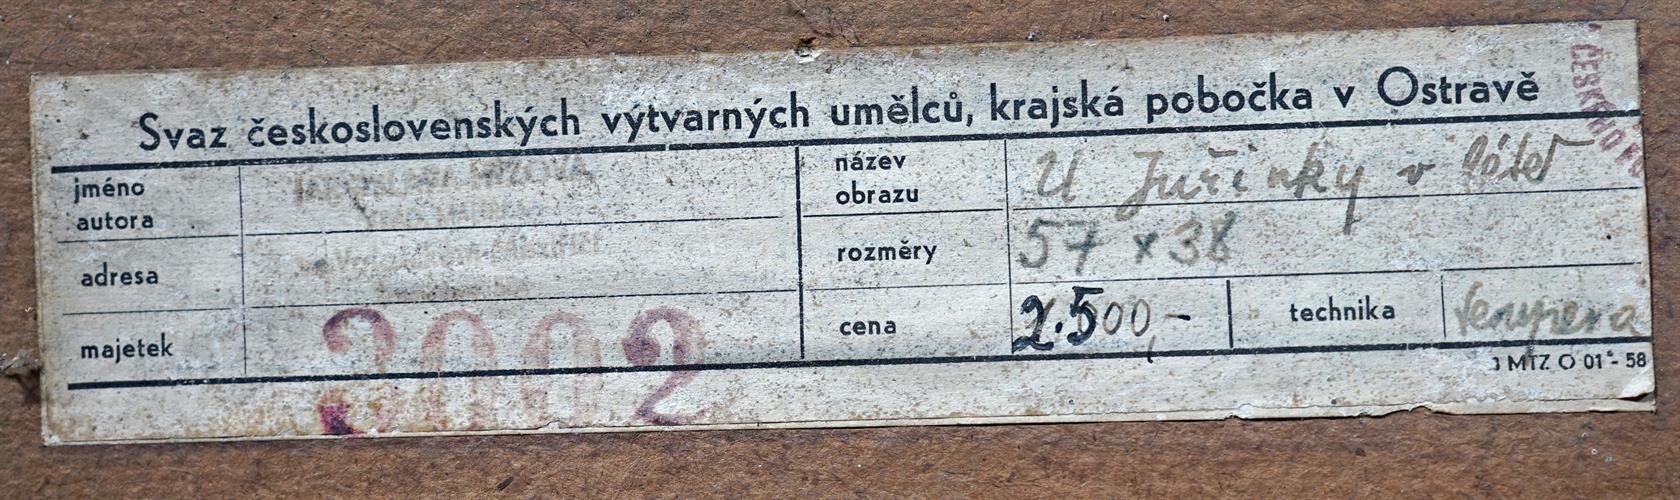 Svaz československých výtvarných umělců, krajská pobočka v Ostravě
jméno autora
název obrazu U Juřinky v létě
adresa
rozměry 57 x 38
majetek 3002
cena 2.500,- technika tempera
MTZ O 01 - 58